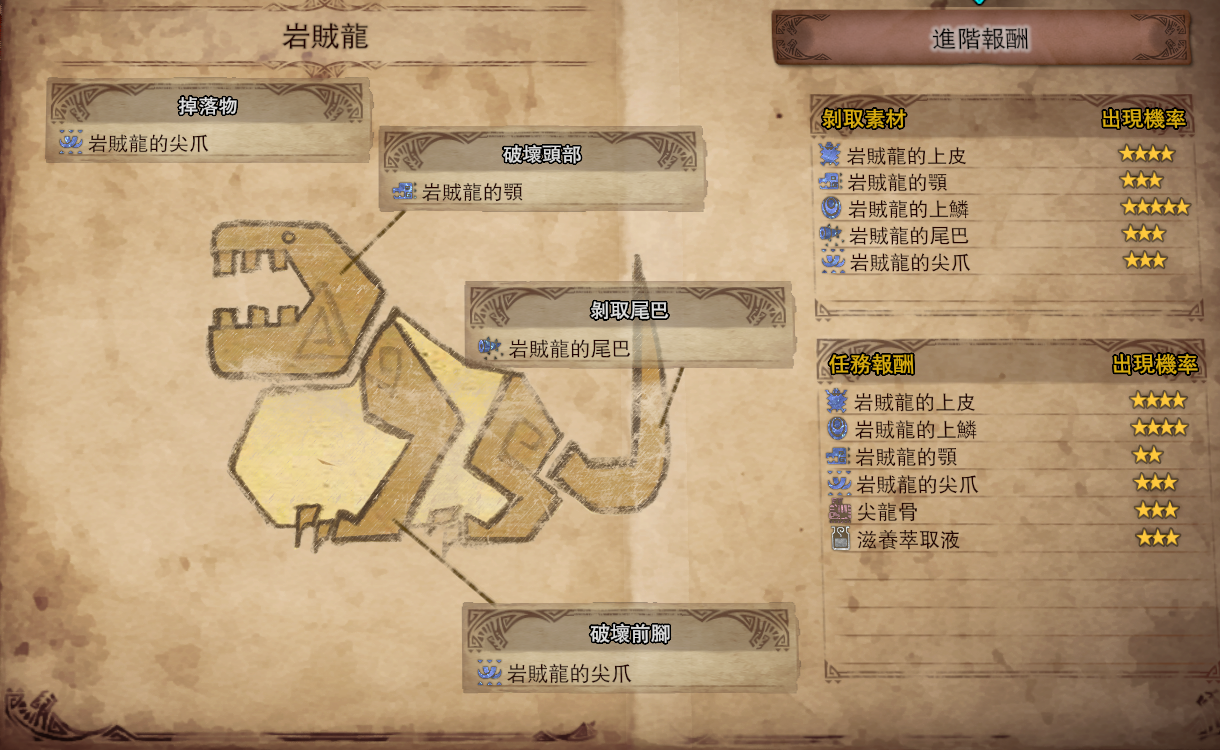 岩賊龍
掉落物
岩賊龍的尖爪
破壞頭部
岩賊龍的顎
剝取尾巴
岩賊龍的尾巴
破壞前腳
岩賊龍的尖爪
進階報酬
剝取素材 出現機率
岩賊龍的上皮
岩賊龍的顎
岩賊龍的上鱗
岩賊龍的尾巴
岩賊龍的尖爪
任務報酬 出現機率
岩賊龍的上皮
岩賊龍的上鱗
岩賊龍的顎
岩賊龍的尖爪
尖龍骨
滋養萃取液